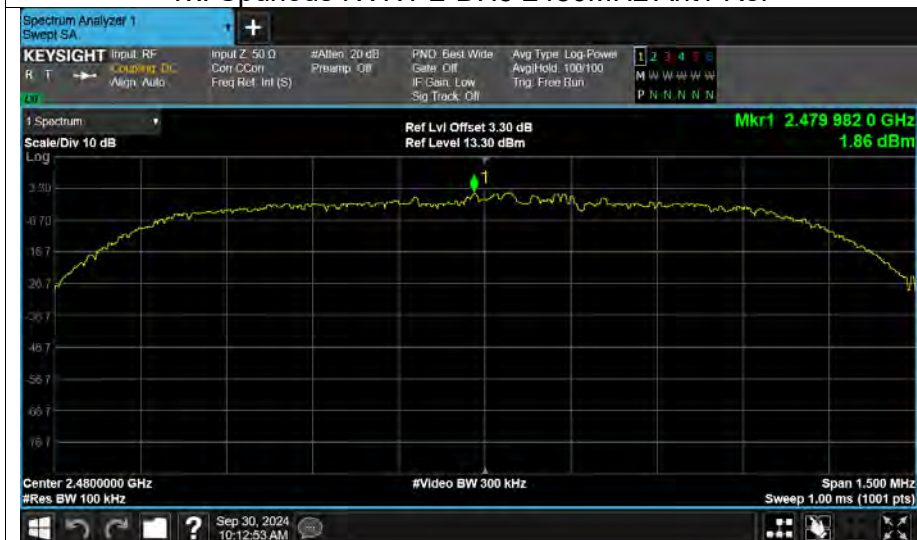 Spectrum Analyzer 1
Swept SA
+
KEYSIGHT Input: RF
R T
Coupling: DC
Align: Auto
Input Z: 50 Ω
Corr CCorr
Freq Ref: Int (S)
#Atten: 20 dB
Preamp: Off
PNO: Best Wide
Gate: Off
IF Gain: Low
Sig Track: Off
Avg Type: Log-Power
Avg|Hold: 100/100
Trig: Free Run
1 2 3 4 5 6
M W W W W W
P N N N N N
1 Spectrum
Scale/Div 10 dB
Log
Ref Lvl Offset 3.30 dB
Ref Level 13.30 dBm
Mkr1 2.479 982 0 GHz
1.86 dBm
1
3.30
-6.70
-16.7
-26.7
-36.7
-46.7
-56.7
-66.7
-76.7
Center 2.4800000 GHz
#Res BW 100 kHz
#Video BW 300 kHz
Span 1.500 MHz
Sweep 1.00 ms (1001 pts)
?
Sep 30, 2024
10:12:53 AM